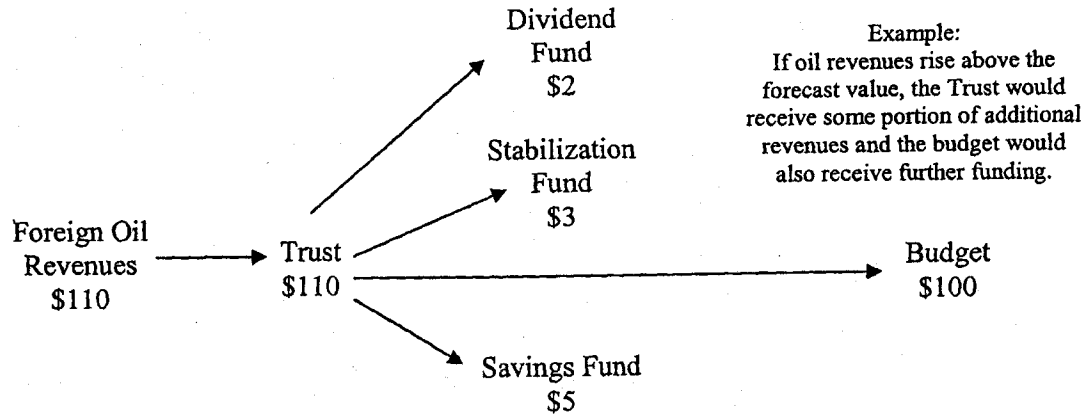 Dividend
Fund
$2
Example:
If oil revenues rise above the
forecast value, the Trust would
receive some portion of additional
revenues and the budget would
also receive further funding.
Stabilization
Fund
$3
Foreign Oil
Revenues
$110
Trust
$110
Budget
$100
Savings Fund
$5